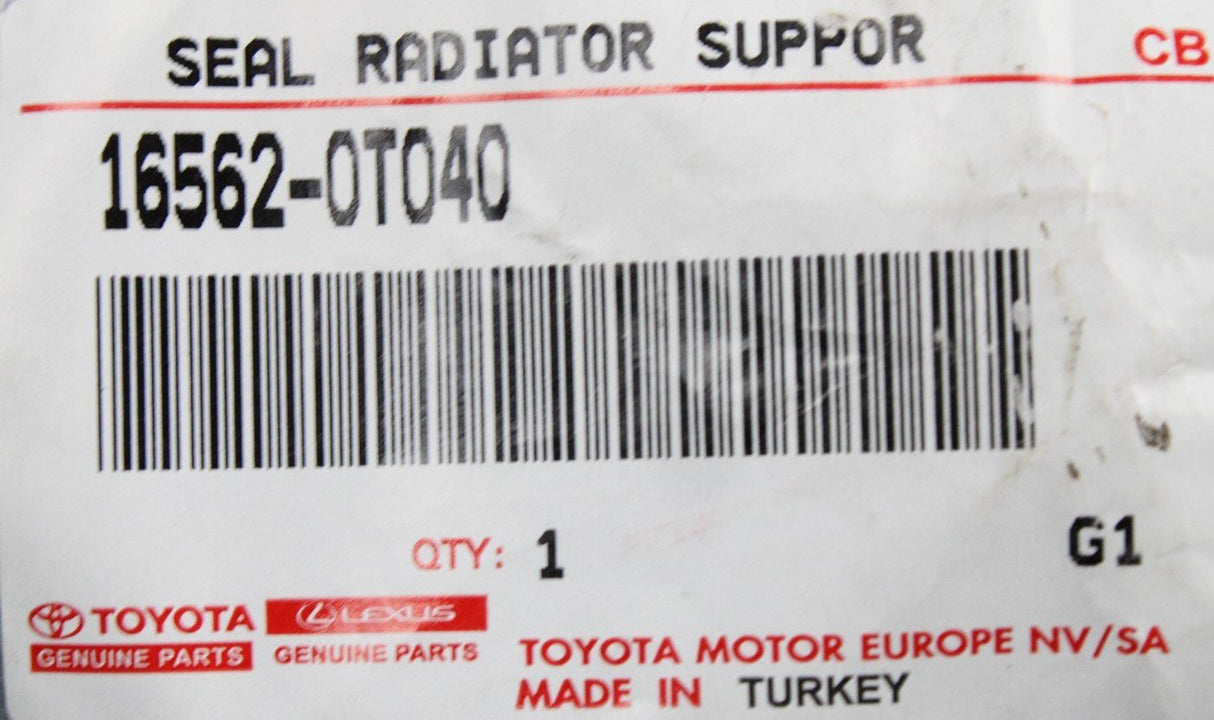 SEAL RADIATOR SUPPOR CB
16562-0T040
QTY: 1 G1
TOYOTA LEXUS
GENUINE PARTS GENUINE PARTS
TOYOTA MOTOR EUROPE NV/SA
MADE IN TURKEY